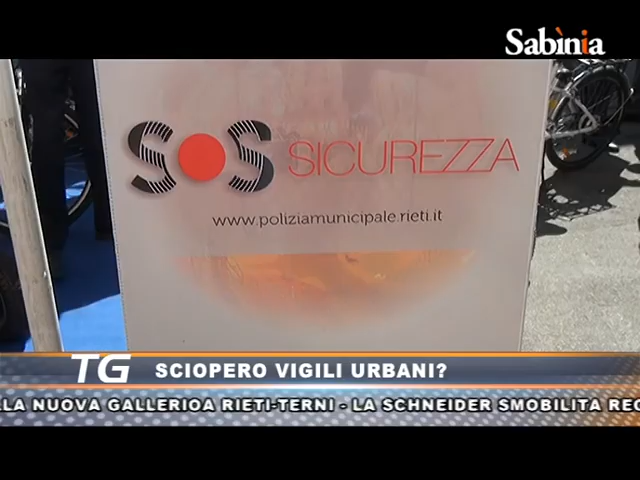 Sabinia
SOS SICUREZZA
www.poliziamunicipale.rieti.it
TG SCIOPERO VIGILI URBANI?
LLA NUOVA GALLERIOA RIETI-TERNI - LA SCHNEIDER SMOBILITA REC